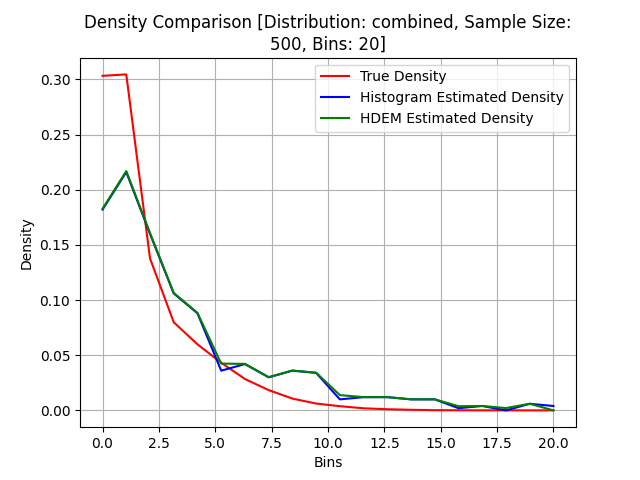 Density Comparison [Distribution: combined, Sample Size:
500, Bins: 20]
True Density
Histogram Estimated Density
HDEM Estimated Density
Density
0.30
0.25
0.20
0.15
0.10
0.05
0.00
0.0 2.5 5.0 7.5 10.0 12.5 15.0 17.5 20.0
Bins